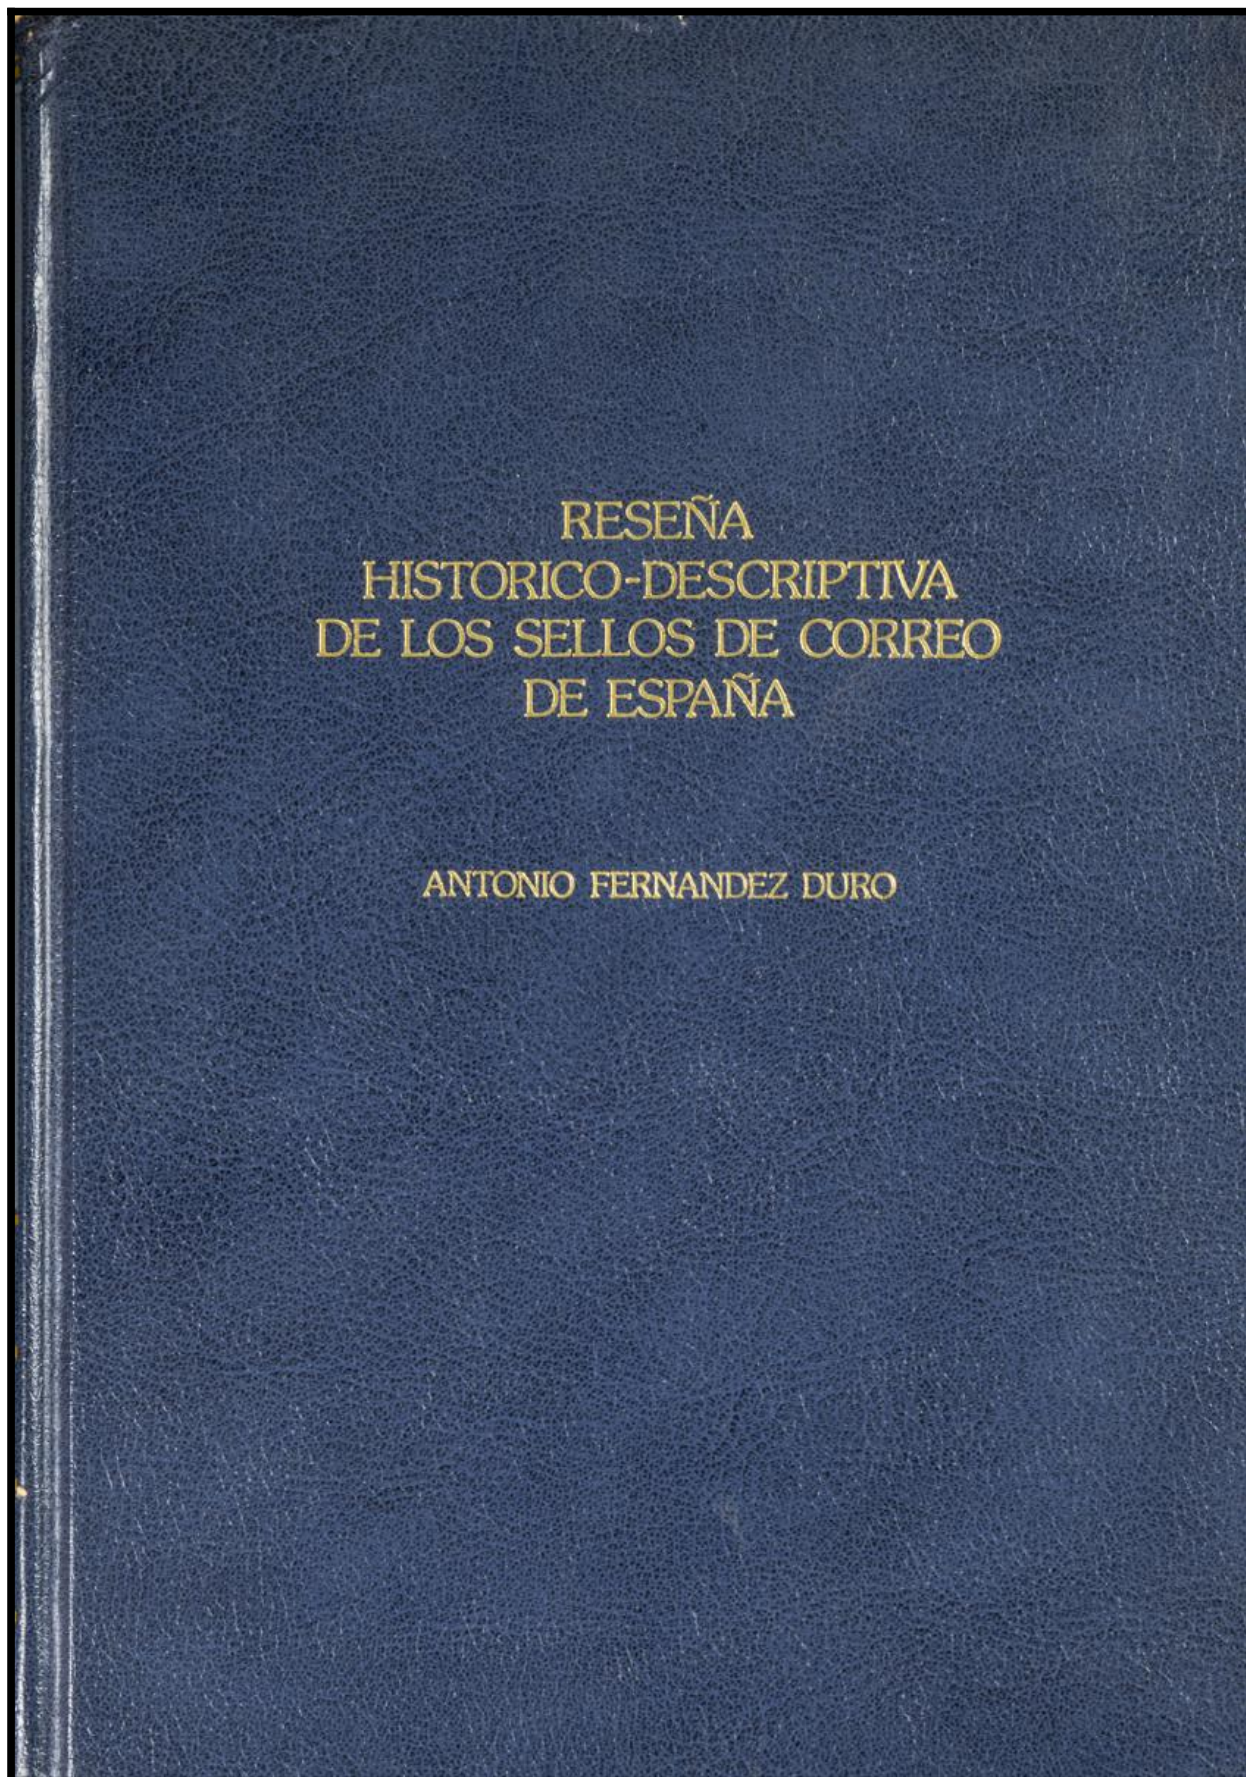 RESEÑA
HISTORICO-DESCRIPTIVA
DE LOS SELLOS DE CORREO
DE ESPAÑA
ANTONIO FERNANDEZ DURO